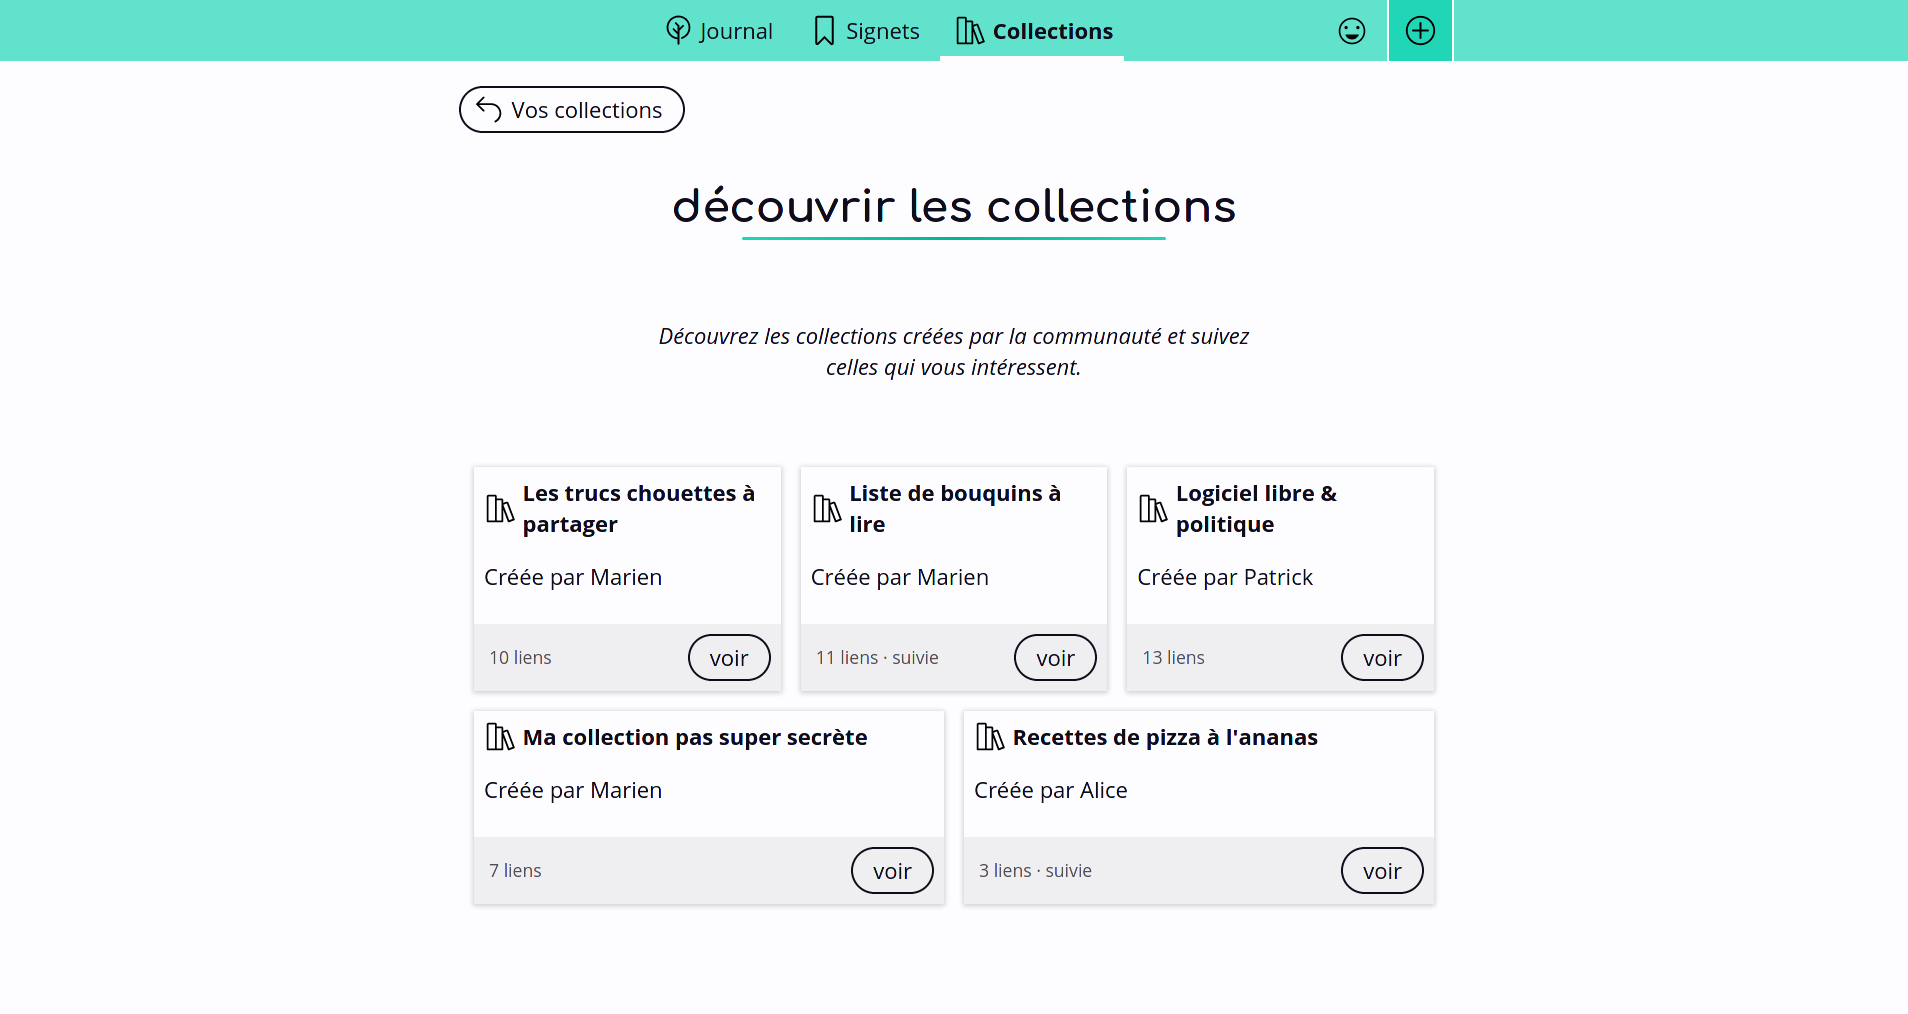 Journal
Signets
Collections
Vos collections
découvrir les collections
Découvrez les collections créées par la communauté et suivez
celles qui vous intéressent.
Les trucs chouettes à
partager
Créée par Marien
10 liens
voir
Liste de bouquins à
lire
Créée par Marien
11 liens · suivie
voir
Logiciel libre &
politique
Créée par Patrick
13 liens
voir
Ma collection pas super secrète
Créée par Marien
7 liens
voir
Recettes de pizza à l'ananas
Créée par Alice
3 liens · suivie
voir